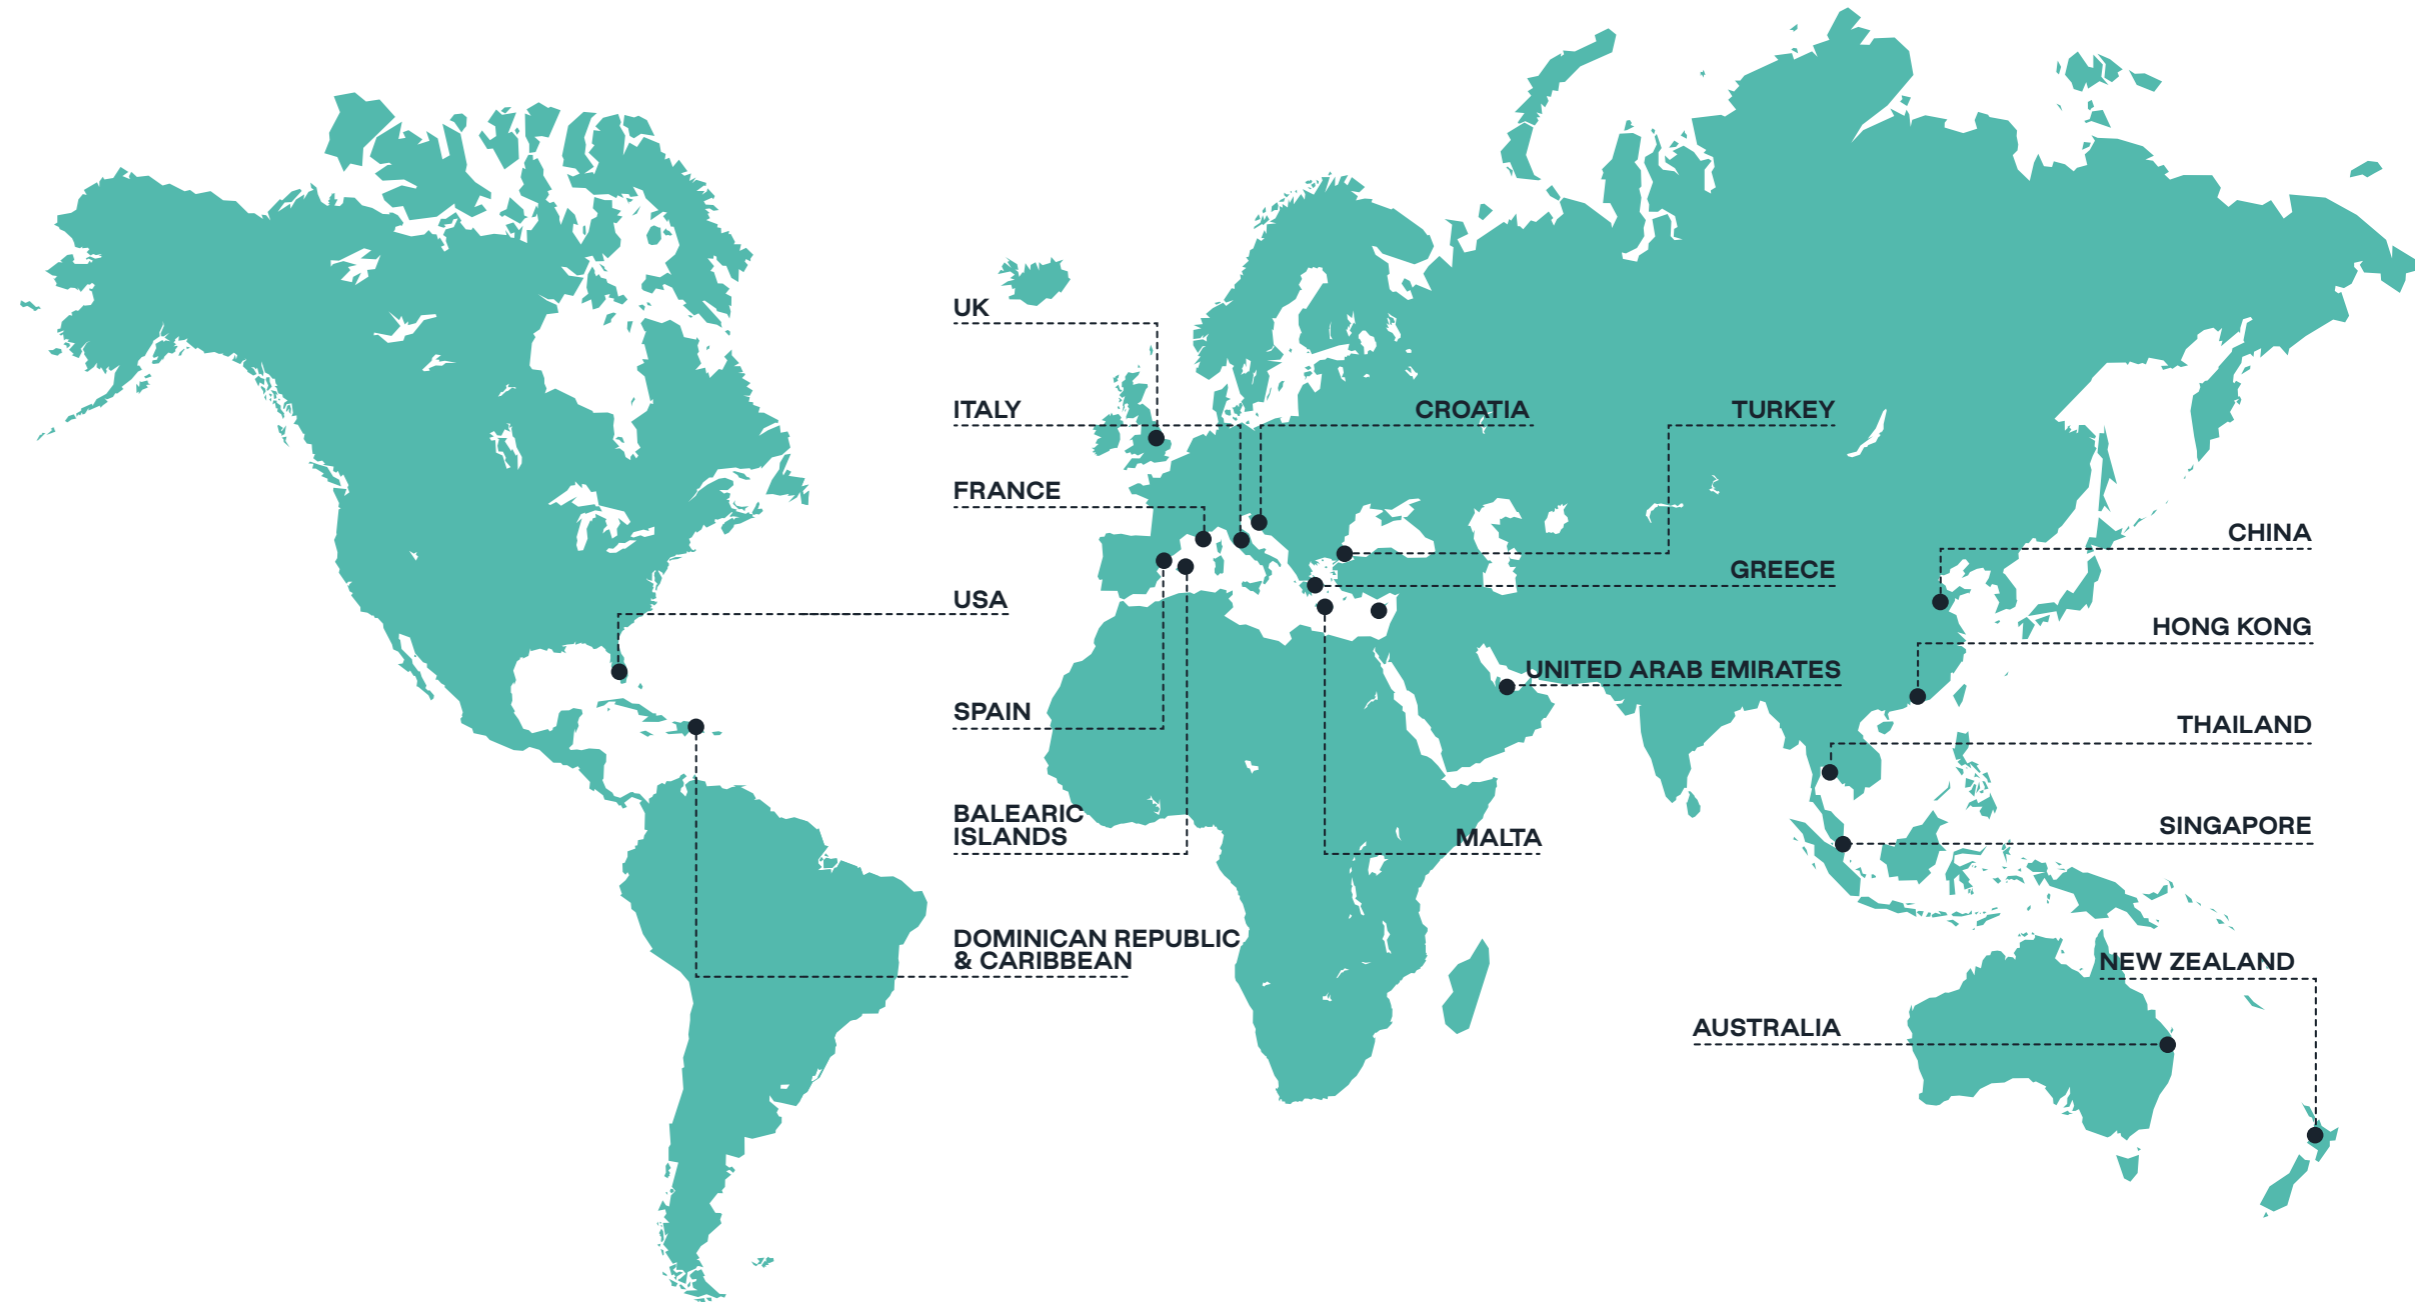 UK
ITALY
CROATIA
TURKEY
FRANCE
CHINA
GREECE
USA
HONG KONG
UNITED ARAB EMIRATES
SPAIN
THAILAND
BALEARIC
ISLANDS
MALTA
SINGAPORE
DOMINICAN REPUBLIC
& CARIBBEAN
NEW ZEALAND
AUSTRALIA